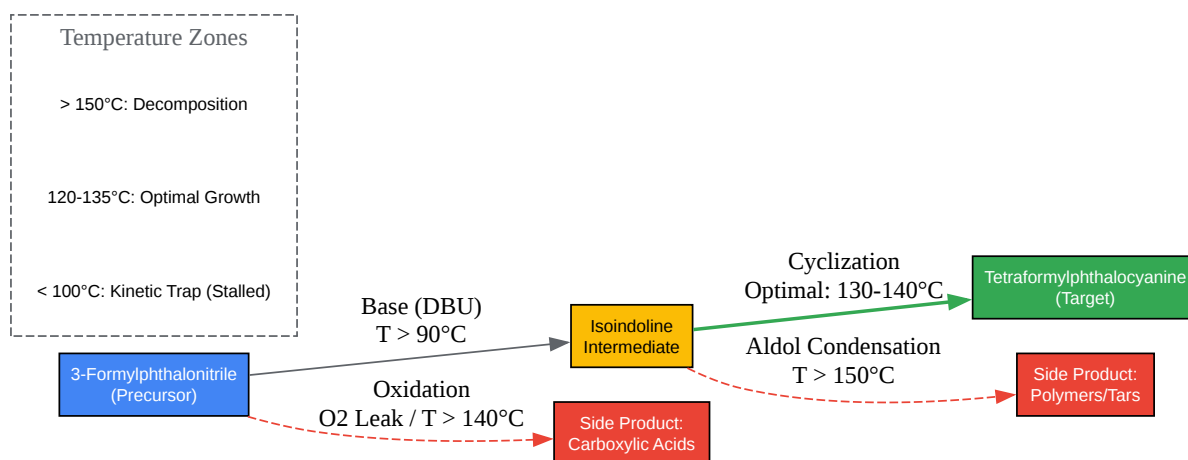 Temperature Zones
> 150°C: Decomposition
120-135°C: Optimal Growth
< 100°C: Kinetic Trap (Stalled)
3-Formylphthalonitrile
(Precursor)
Base (DBU)
T > 90°C
Oxidation
O2 Leak / T > 140°C
Isoindoline
Intermediate
Side Product:
Carboxylic Acids
Cyclization
Optimal: 130-140°C
Aldol Condensation
T > 150°C
Tetraformylphthalocyanine
(Target)
Side Product:
Polymers/Tars